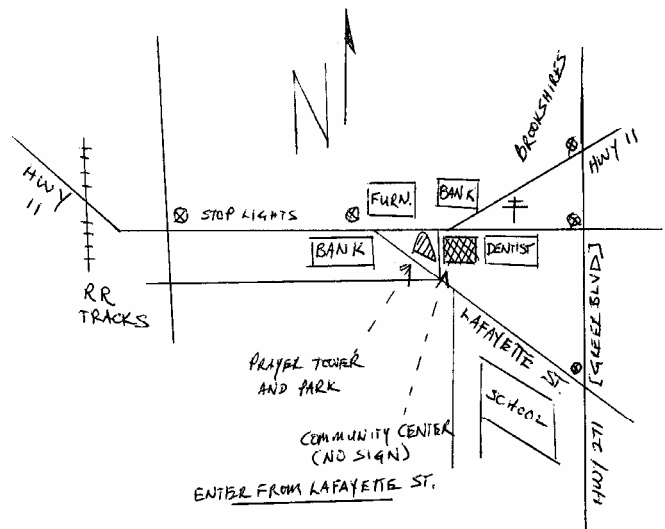 N
BROOKSHIRES
HWY 11
HWY
11
FURN.
BANK
STOP LIGHTS
BANK
DENTIST
RR
TRACKS
[GREER BLVD]
LAFAYETTE ST.
PRAYER TOWER
AND PARK
SCHOOL
COMMUNITY CENTER
(NO SIGN)
HWY 271
ENTER FROM LAFAYETTE ST.